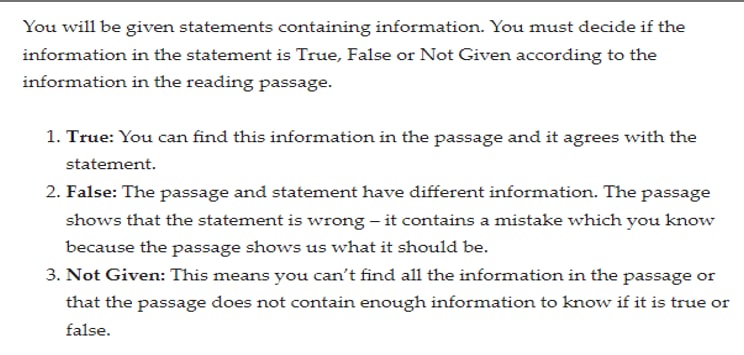 You will be given statements containing information. You must decide if the
information in the statement is True, False or Not Given according to the
information in the reading passage.
1. True: You can find this information in the passage and it agrees with the
statement.
2. False: The passage and statement have different information. The passage
shows that the statement is wrong – it contains a mistake which you know
because the passage shows us what it should be.
3. Not Given: This means you can't find all the information in the passage or
that the passage does not contain enough information to know if it is true or
false.